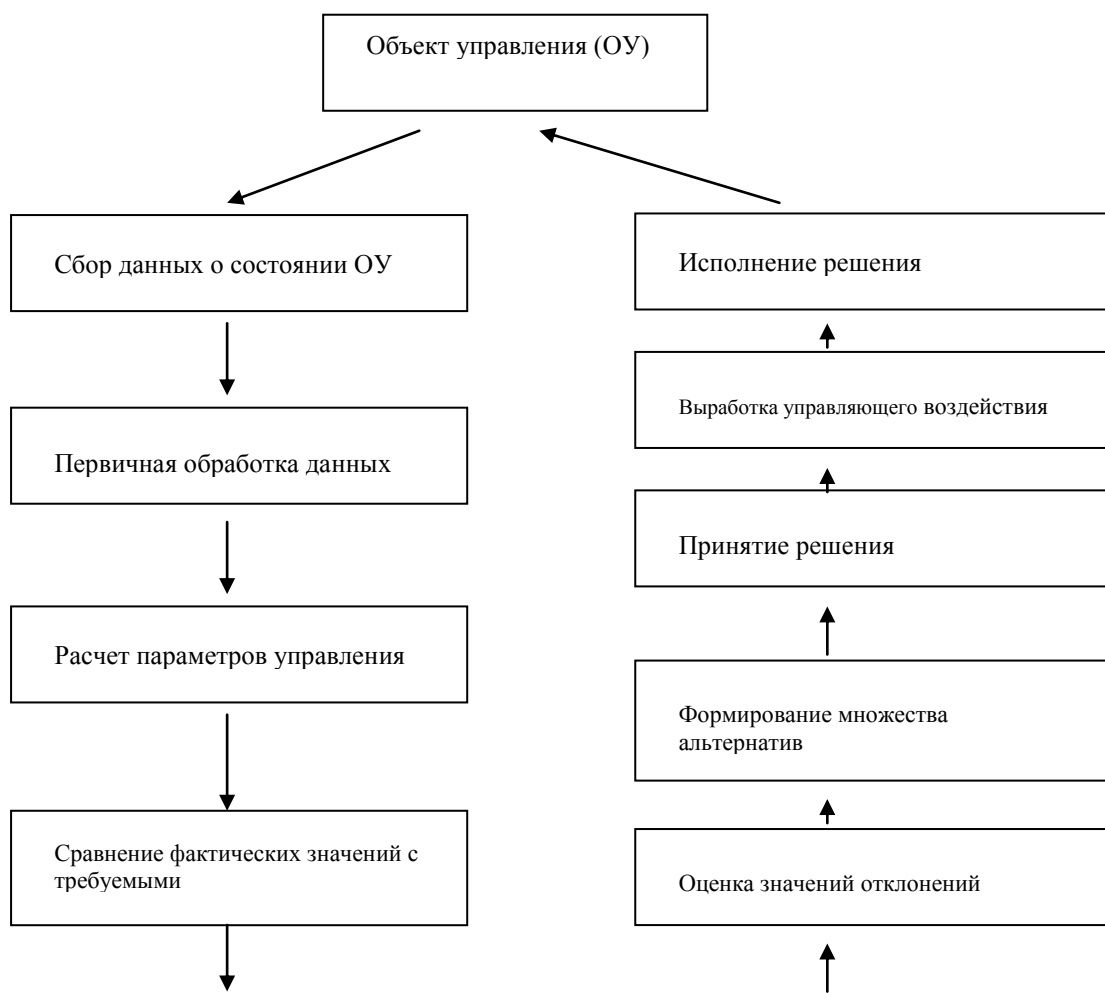 Объект управления (ОУ)
Сбор данных о состоянии ОУ
Первичная обработка данных
Расчет параметров управления
Сравнение фактических значений с
требуемыми
Исполнение решения
Выработка управляющего воздействия
Принятие решения
Формирование множества
альтернатив
Оценка значений отклонений